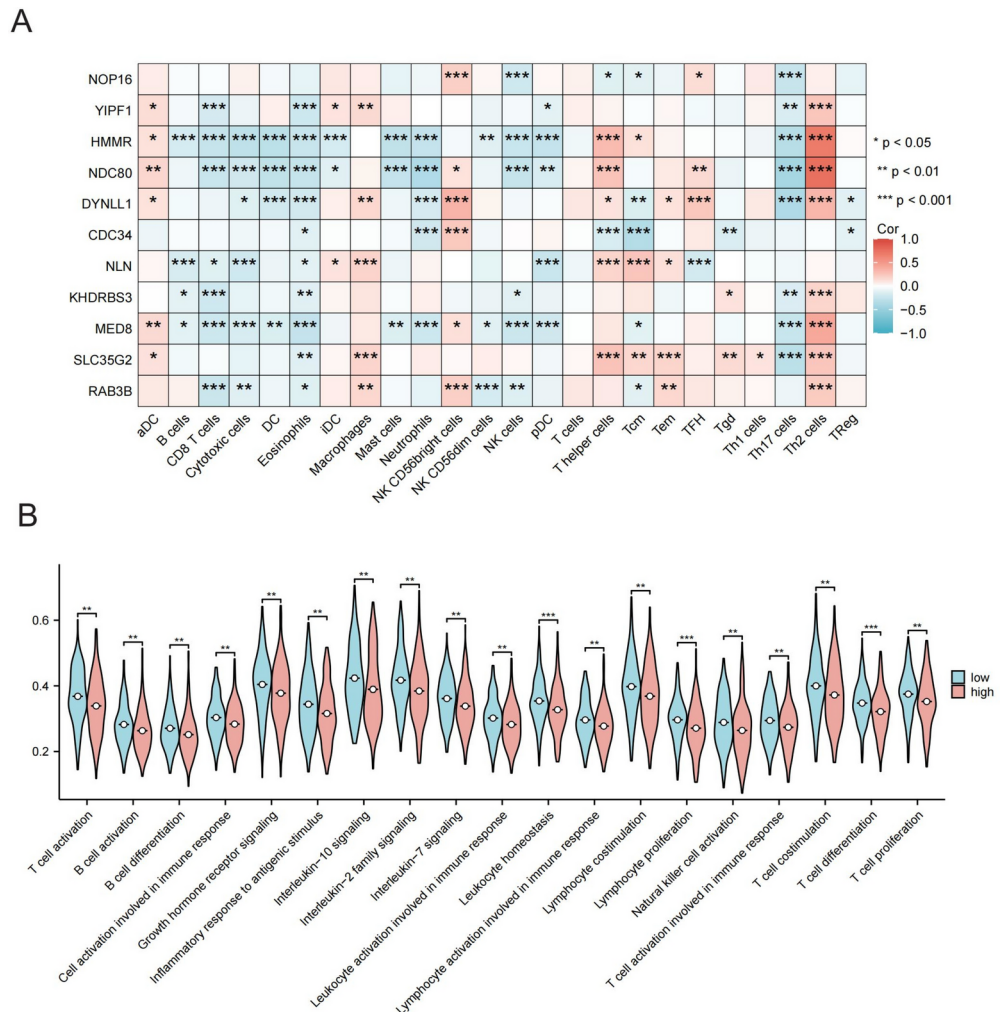 A
NOP16 *** *** * * * ***
YIPF1 * *** *** * ** * ** ***
HMMR * *** *** *** *** *** *** *** *** ** *** *** *** * *** ***
* p < 0.05
NDC80 ** *** *** *** *** * *** *** * *** ** *** ** *** ***
** p < 0.01
DYNLL1 * * *** *** ** *** *** * ** * *** *** *** *
*** p < 0.001
CDC34 * *** *** *** *** ** *
NLN *** * *** * * *** *** *** *** * ***
KHDRBS3 * *** ** * * ** ***
MED8 ** * *** *** ** *** ** *** * * *** *** * *** ***
SLC35G2 * ** *** *** ** *** ** * *** ***
RAB3B *** ** * ** *** *** ** * ** ***
Cor
1.0
0.5
0.0
−0.5
−1.0
aDC
B cells
CD8 T cells
Cytotoxic cells
DC
Eosinophils
iDC
Macrophages
Mast cells
Neutrophils
NK CD56bright cells
NK CD56dim cells
NK cells
pDC
T cells
T helper cells
Tcm
Tem
TFH
Tgd
Th1 cells
Th17 cells
Th2 cells
TReg
B
0.6
0.4
0.2
** ** ** ** ** ** ** ** ** ** *** ** ** *** ** ** ** *** **
low
high
T cell activation
B cell activation
B cell differentiation
Cell activation involved in immune response
Growth hormone receptor signaling
Inflammatory response to antigenic stimulus
Interleukin−10 signaling
Interleukin−2 family signaling
Interleukin−7 signaling
Leukocyte activation involved in immune response
Leukocyte homeostasis
Lymphocyte activation involved in immune response
Lymphocyte costimulation
Lymphocyte proliferation
Natural killer cell activation
T cell activation involved in immune response
T cell costimulation
T cell differentiation
T cell proliferation